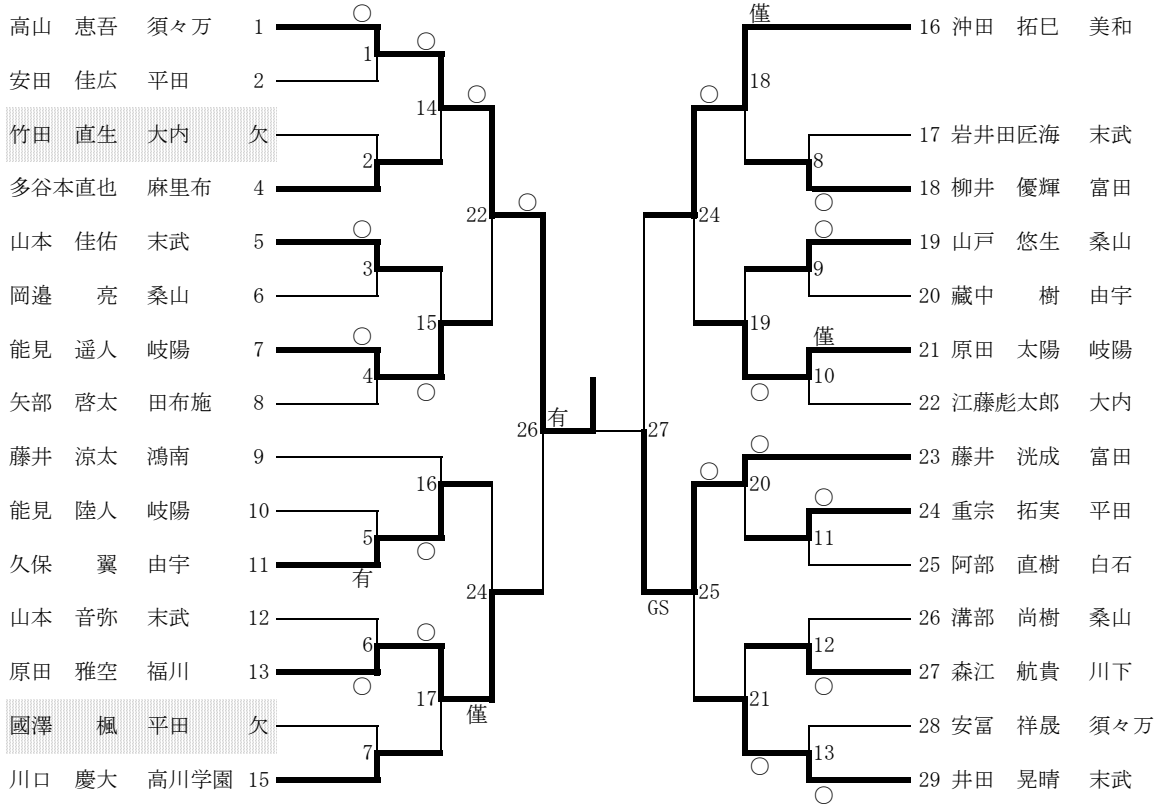 高山 恵吾 須々万 1
安田 佳広 平田 2
竹田 直生 大内 欠
多谷本直也 麻里布 4
山本 佳佑 末武 5
岡邉 亮 桑山 6
能見 遥人 岐陽 7
矢部 啓太 田布施 8
藤井 涼太 鴻南 9
能見 陸人 岐陽 10
久保 翼 由宇 11
山本 音弥 末武 12
原田 雅空 福川 13
國澤 楓 平田 欠
川口 慶大 高川学園 15
○
1
○
14
○
2
22
○
○
3
15
○
4
○
26
有
16
5
○
有
24
6
○
○
17
僅
7
僅
18
○
8
○
24
○
9
19
僅
10
○
27
○
20
○
○
11
GS
25
12
○
21
13
○
○
16 沖田 拓巳 美和
17 岩井田匠海 末武
18 柳井 優輝 富田
19 山戸 悠生 桑山
20 藏中 樹 由宇
21 原田 太陽 岐陽
22 江藤彪太郎 大内
23 藤井 洸成 富田
24 重宗 拓実 平田
25 阿部 直樹 白石
26 溝部 尚樹 桑山
27 森江 航貴 川下
28 安冨 祥晟 須々万
29 井田 晃晴 末武